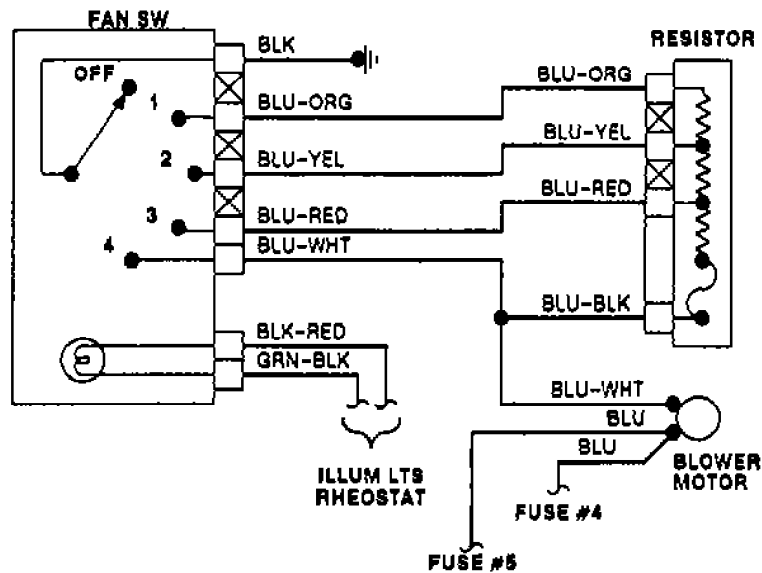 FAN SW
BLK
RESISTOR
OFF
BLU-ORG
1
BLU-ORG
BLU-YEL
2
BLU-YEL
BLU-RED
3
BLU-RED
4
BLU-WHT
BLU-BLK
BLK-RED
GRN-BLK
BLU-WHT
BLU
BLU
ILLUM LTS
RHEOSTAT
BLOWER
MOTOR
FUSE #4
FUSE #5